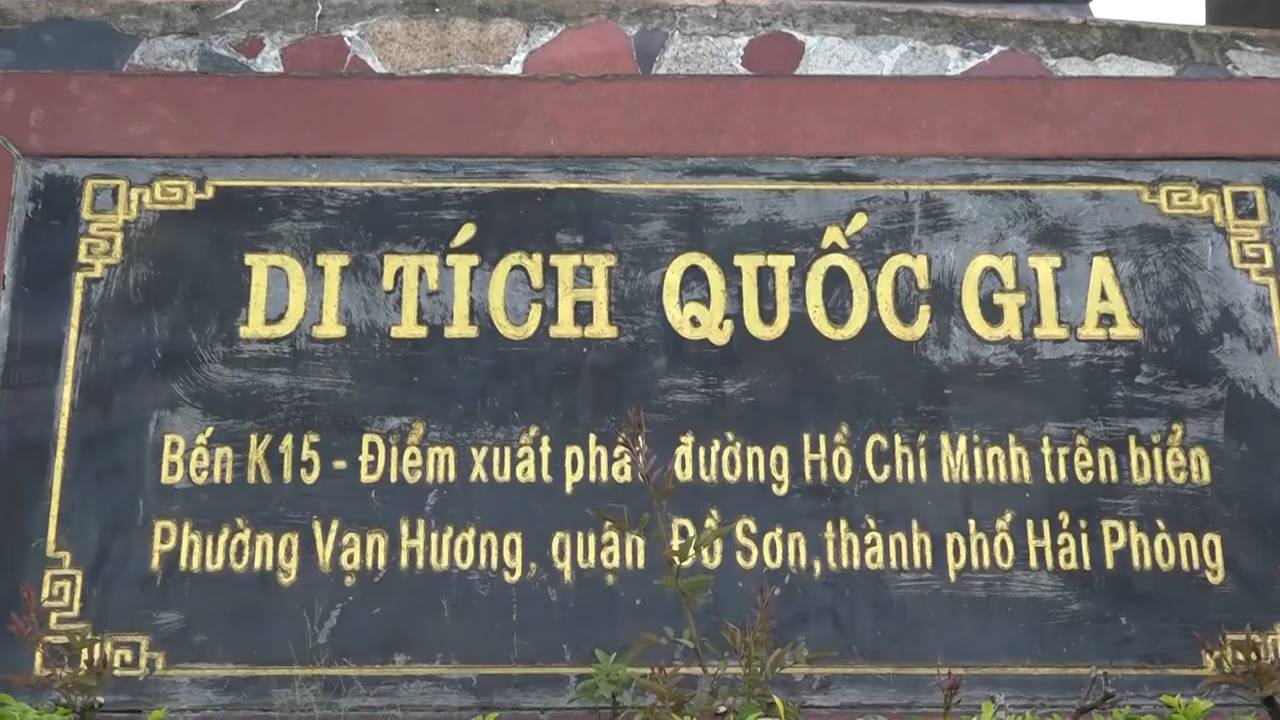 DI TÍCH QUỐC GIA
Bến K15 - Điểm xuất phá đường Hồ Chí Minh trên biển
Phường Vạn Hương, quận Đồ Sơn,thành phố Hải Phòng